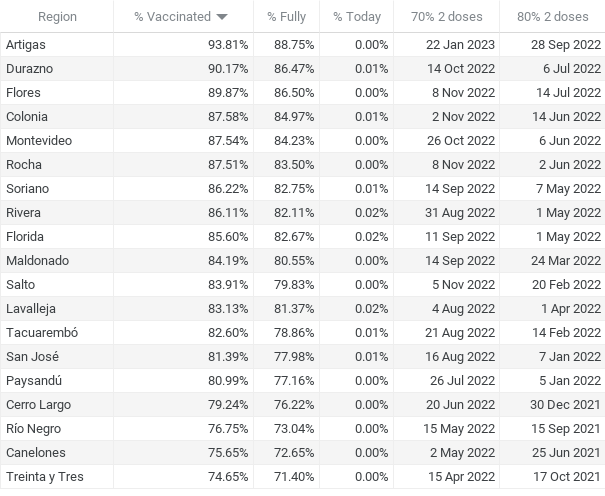 Region % Vaccinated % Fully % Today 70% 2 doses 80% 2 doses
Artigas 93.81% 88.75% 0.00% 22 Jan 2023 28 Sep 2022
Durazno 90.17% 86.47% 0.01% 14 Oct 2022 6 Jul 2022
Flores 89.87% 86.50% 0.00% 8 Nov 2022 14 Jul 2022
Colonia 87.58% 84.97% 0.01% 2 Nov 2022 14 Jun 2022
Montevideo 87.54% 84.23% 0.00% 26 Oct 2022 6 Jun 2022
Rocha 87.51% 83.50% 0.00% 8 Nov 2022 2 Jun 2022
Soriano 86.22% 82.75% 0.01% 14 Sep 2022 7 May 2022
Rivera 86.11% 82.11% 0.02% 31 Aug 2022 1 May 2022
Florida 85.60% 82.67% 0.02% 11 Sep 2022 1 May 2022
Maldonado 84.19% 80.55% 0.00% 14 Sep 2022 24 Mar 2022
Salto 83.91% 79.83% 0.00% 5 Nov 2022 20 Feb 2022
Lavalleja 83.13% 81.37% 0.02% 4 Aug 2022 1 Apr 2022
Tacuarembó 82.60% 78.86% 0.01% 21 Aug 2022 14 Feb 2022
San José 81.39% 77.98% 0.01% 16 Aug 2022 7 Jan 2022
Paysandú 80.99% 77.16% 0.00% 26 Jul 2022 5 Jan 2022
Cerro Largo 79.24% 76.22% 0.00% 20 Jun 2022 30 Dec 2021
Río Negro 76.75% 73.04% 0.00% 15 May 2022 15 Sep 2021
Canelones 75.65% 72.65% 0.00% 2 May 2022 25 Jun 2021
Treinta y Tres 74.65% 71.40% 0.00% 15 Apr 2022 17 Oct 2021